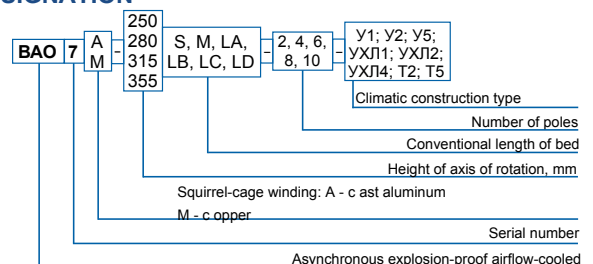 SIGNATION
250
280
315
355
ВАО 7
А
М
-
S, M, LA,
LB, LC, LD
-
2, 4, 6,
8, 10
-
У1; У2; У5;
УХЛ1; УХЛ2;
УХЛ4; Т2; Т5
Climatic construction type
Number of poles
Conventional length of bed
Height of axis of rotation, mm
Squirrel-cage winding: A - c ast aluminum
M - c opper
Serial number
Asynchronous explosion-proof airflow-cooled